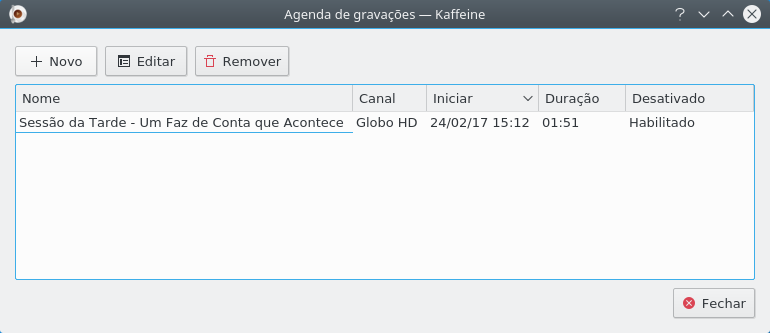 Agenda de gravações — Kaffeine
Novo Editar Remover
Nome Canal Iniciar Duração Desativado
Sessão da Tarde - Um Faz de Conta que Acontece Globo HD 24/02/17 15:12 01:51 Habilitado
Fechar